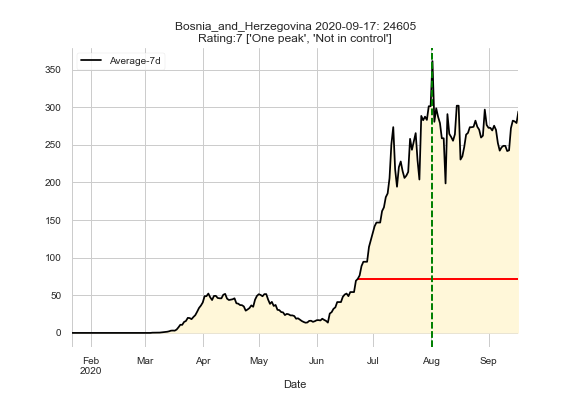 Bosnia_and_Herzegovina 2020-09-17: 24605
Rating:7 ['One peak', 'Not in control']
Average-7d
350
300
250
200
150
100
50
0
Feb Mar Apr May Jun Jul Aug Sep
2020
Date